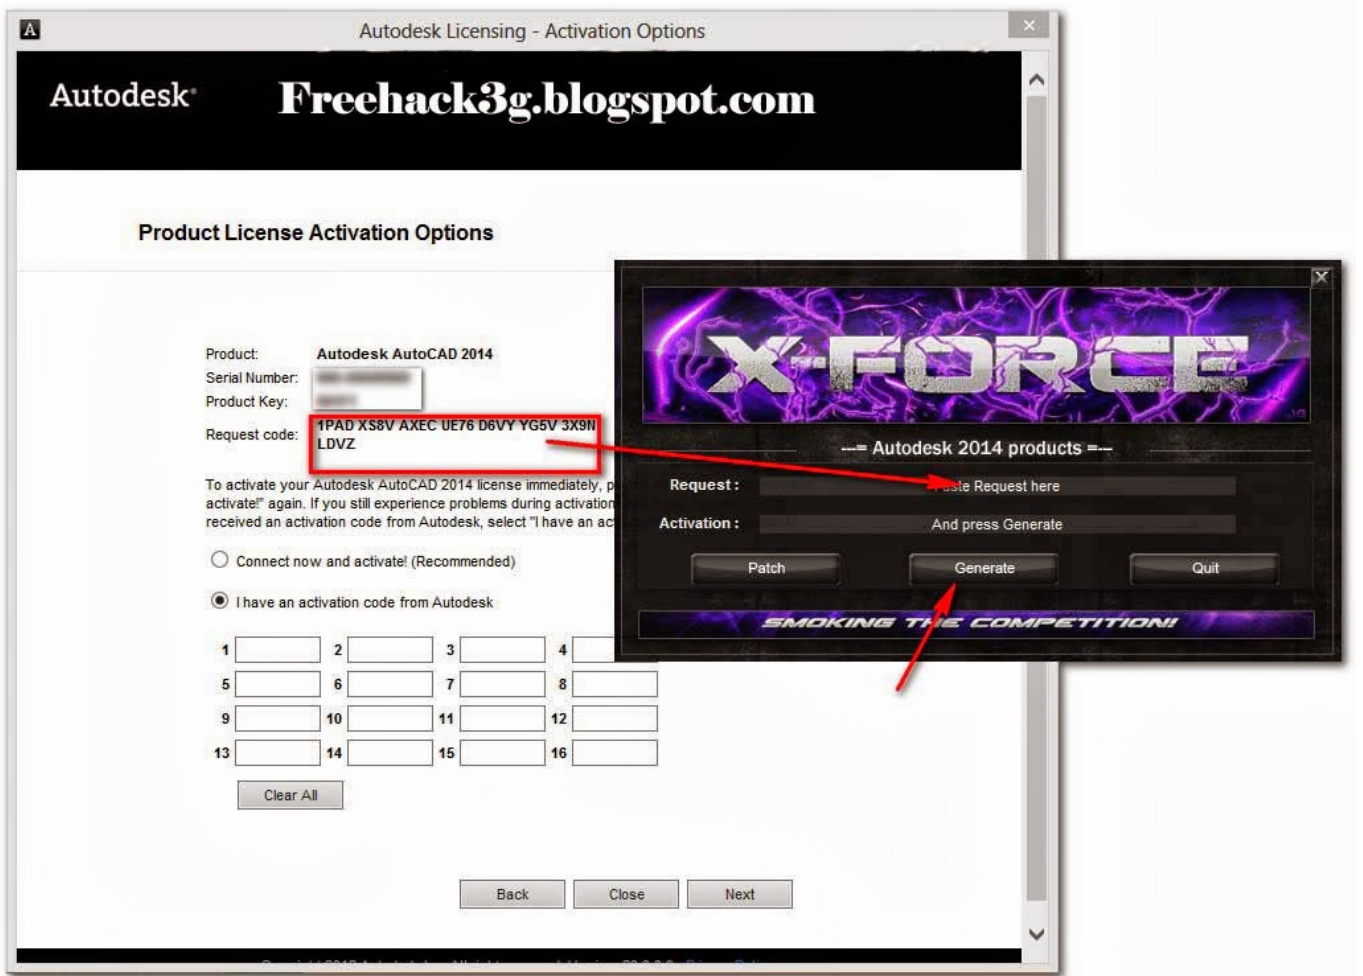 Autodesk Licensing - Activation Options
Autodesk
Freehack3g.blogspot.com
Product License Activation Options
Product: Autodesk AutoCAD 2014
Serial Number:
Product Key:
Request code: 1PAD XS8V AXEC UE76 D6VY YG5V 3X9N
LDVZ
To activate your Autodesk AutoCAD 2014 license immediately, p
activate!" again. If you still experience problems during activation
received an activation code from Autodesk, select "I have an ac
Connect now and activate! (Recommended)
I have an activation code from Autodesk
1 2 3 4
5 6 7 8
9 10 11 12
13 14 15 16
Clear All
Back Close Next
X-FORCE
---= Autodesk 2014 products =---
Request : Request here
Activation : And press Generate
Patch Generate Quit
SMOKING THE COMPETITION!